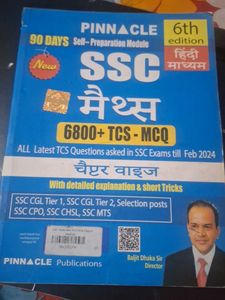 PINNACLE
6th
edition
90 DAYS Self- Preparation Module
हिंदी
माध्यम
New
SSC
मैथ्स
6800+ TCS - MCQ
ALL Latest TCS Questions asked in SSC Exams till Feb 2024
चैप्टर वाइज
With detailed explanation & short Tricks
SSC CGL Tier 1, SSC CGL Tier 2, Selection posts
SSC CPO, SSC CHSL, SSC MTS
Baljit Dhaka Sir
Director
PINNACLE Publications